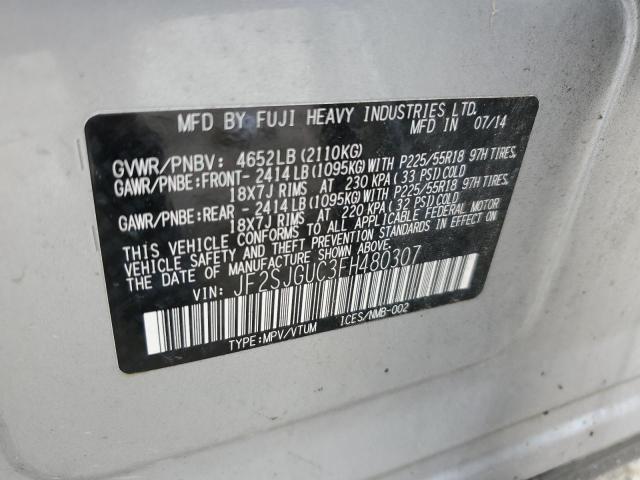 MFD BY FUJI HEAVY INDUSTRIES LTD.
MFD IN 07/14
GVWR/PNBV: 4652LB(2110KG)
GAWR/PNBE:FRONT-2414LB(1095KG)WITH P225/55R18 97H TIRES,
18X7J RIMS AT 230 KPA(33 PSI)COLD
GAWR/PNBE:REAR -2414LB(1095KG)WITH P225/55R18 97H TIRES,
18X7J RIMS AT 220 KPA(32 PSI)COLD
THIS VEHICLE CONFORMS TO ALL APPLICABLE FEDERAL MOTOR
VEHICLE SAFETY AND THEFT PREVENTION STANDARDS IN EFFECT ON
THE DATE OF MANUFACTURE SHOWN ABOVE.
VIN: JF2SJGUC3FH480307
TYPE:MPV/VTUM ICES/NMB-002